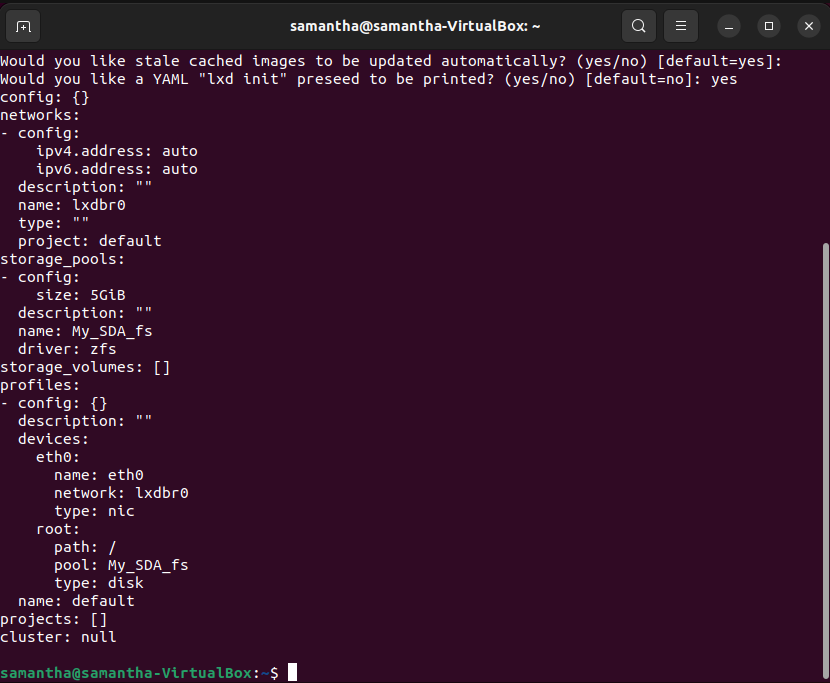 samantha@samantha-VirtualBox: ~
Would you like stale cached images to be updated automatically? (yes/no) [default=yes]:
Would you like a YAML "lxd init" preseed to be printed? (yes/no) [default=no]: yes
config: {}
networks:
- config:
    ipv4.address: auto
    ipv6.address: auto
  description: ""
  name: lxdbr0
  type: ""
  project: default
storage_pools:
- config:
    size: 5GiB
  description: ""
  name: My_SDA_fs
  driver: zfs
storage_volumes: []
profiles:
- config: {}
  description: ""
  devices:
    eth0:
      name: eth0
      network: lxdbr0
      type: nic
    root:
      path: /
      pool: My_SDA_fs
      type: disk
  name: default
projects: []
cluster: null
samantha@samantha-VirtualBox:~$